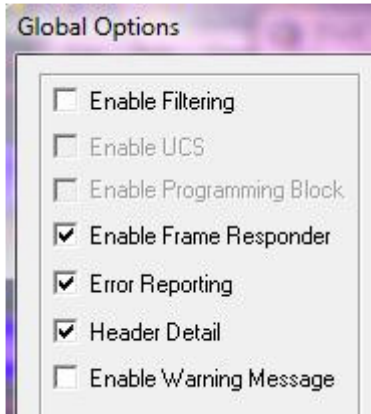 Global Options
Enable Filtering
Enable UCS
Enable Programming Block
Enable Frame Responder
Error Reporting
Header Detail
Enable Warning Message